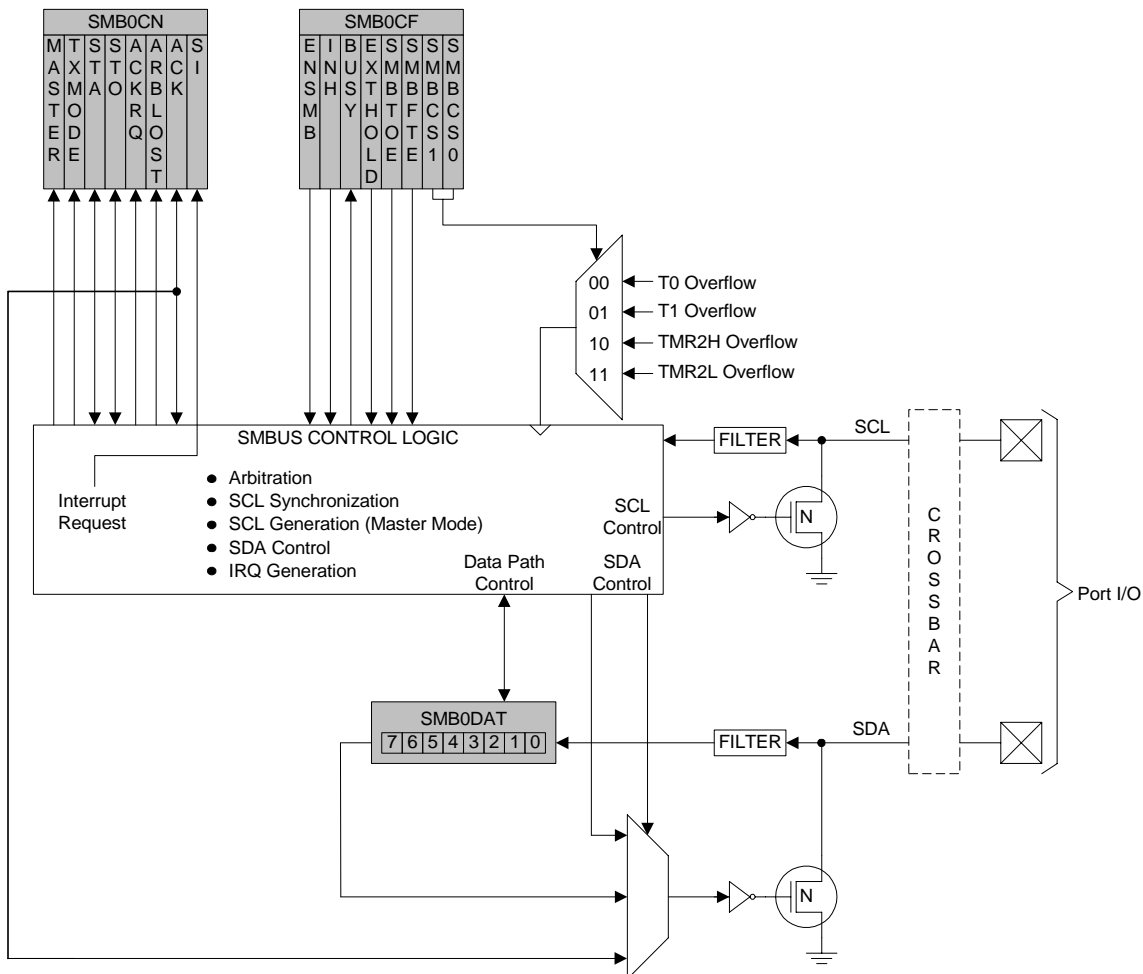 SMB0CN
MASTER
TXMODE
STA
STO
ACKRQ
ARBLOST
ACK
SI
SMB0CF
ENSMB
INH
BUSY
EXTHOLD
SMBTOE
SMBFTE
SMBCS1
SMBCS0
00
T0 Overflow
01
T1 Overflow
10
TMR2H Overflow
11
TMR2L Overflow
SMBUS CONTROL LOGIC
Interrupt
Request
● Arbitration
● SCL Synchronization
● SCL Generation (Master Mode)
● SDA Control
● IRQ Generation
SCL
Control
Data Path
Control
SDA
Control
FILTER
SCL
N
CROSSBAR
Port I/O
SMB0DAT
7 6 5 4 3 2 1 0
FILTER
SDA
N